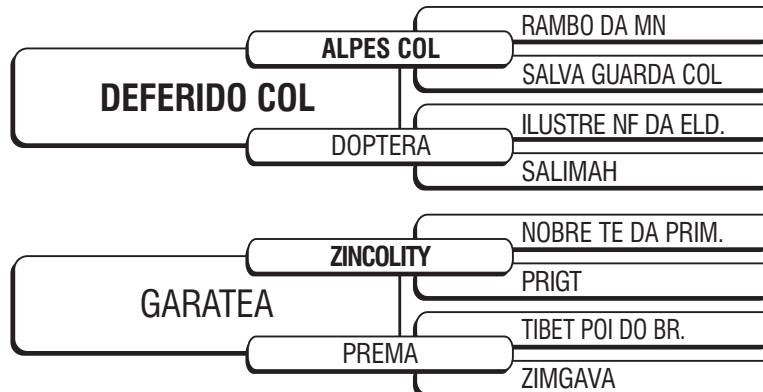 RAMBO DA MN
ALPES COL
SALVA GUARDA COL
DEFERIDO COL
ILUSTRE NF DA ELD.
DOPTERA
SALIMAH
NOBRE TE DA PRIM.
ZINCOLITY
PRIGT
GARATEA
TIBET POI DO BR.
PREMA
ZIMGAVA